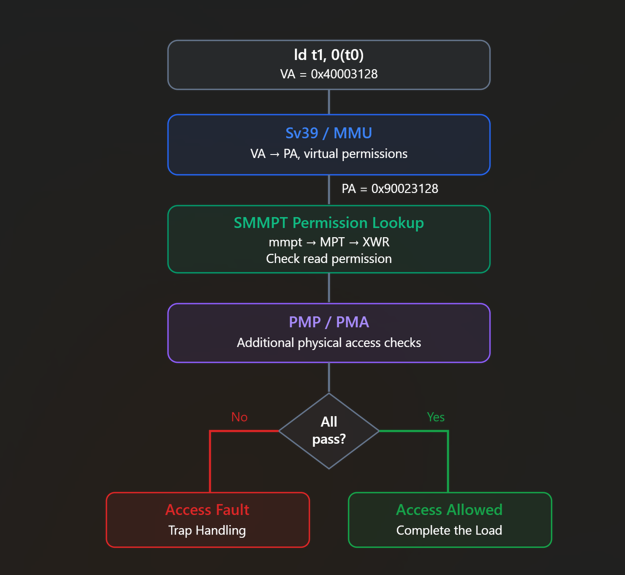 ld t1, 0(t0)
VA = 0x40003128
Sv39 / MMU
VA → PA, virtual permissions
PA = 0x90023128
SMMPT Permission Lookup
mmpt → MPT → XWR
Check read permission
PMP / PMA
Additional physical access checks
All
pass?
No
Yes
Access Fault
Trap Handling
Access Allowed
Complete the Load